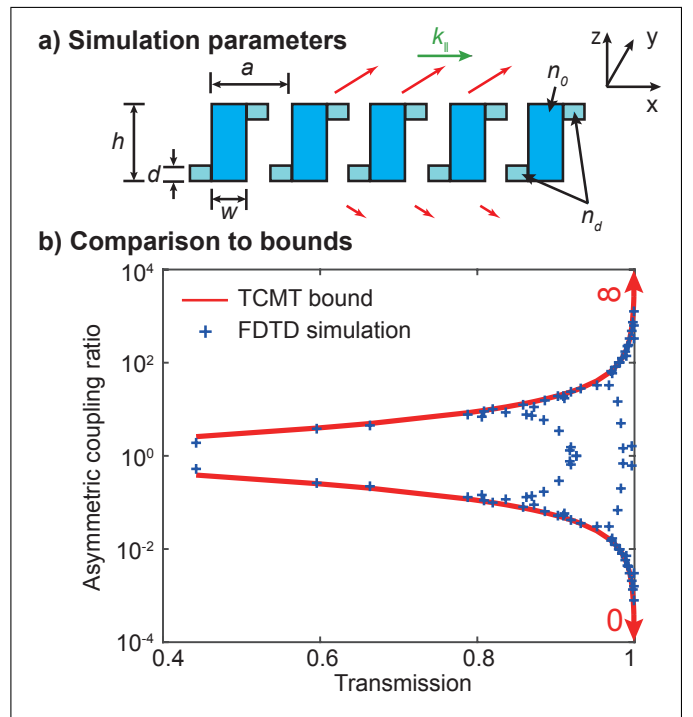 a) Simulation parameters
k||
z
y
x
a
n0
h
d
w
nd
b) Comparison to bounds
10^4
10^2
10^0
10^-2
10^-4
Asymmetric coupling ratio
TCMT bound
FDTD simulation
∞
0
0.4
0.6
0.8
1
Transmission